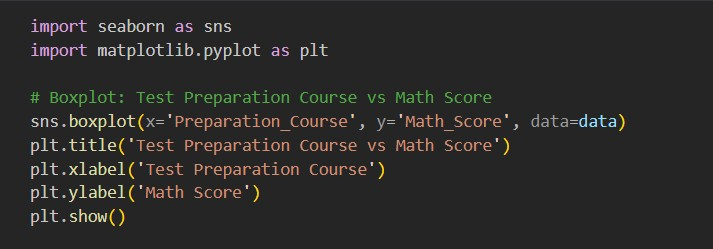 import seaborn as sns
import matplotlib.pyplot as plt
# Boxplot: Test Preparation Course vs Math Score
sns.boxplot(x='Preparation_Course', y='Math_Score', data=data)
plt.title('Test Preparation Course vs Math Score')
plt.xlabel('Test Preparation Course')
plt.ylabel('Math Score')
plt.show()